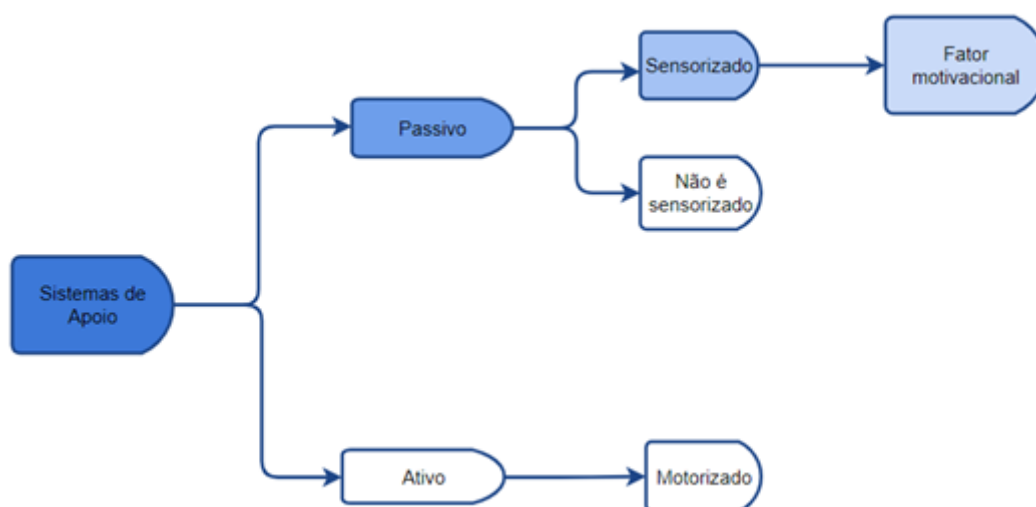 Sensorizado
Fator
motivacional
Passivo
Não é
sensorizado
Sistemas de
Apoio
Ativo
Motorizado